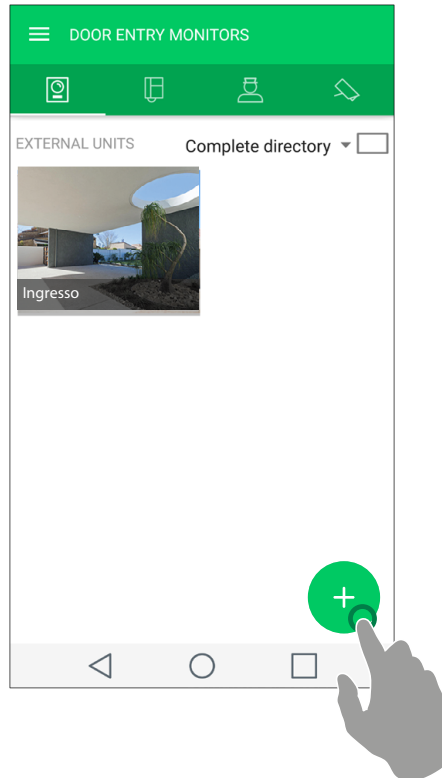 DOOR ENTRY MONITORS
EXTERNAL UNITS
Complete directory
Ingresso